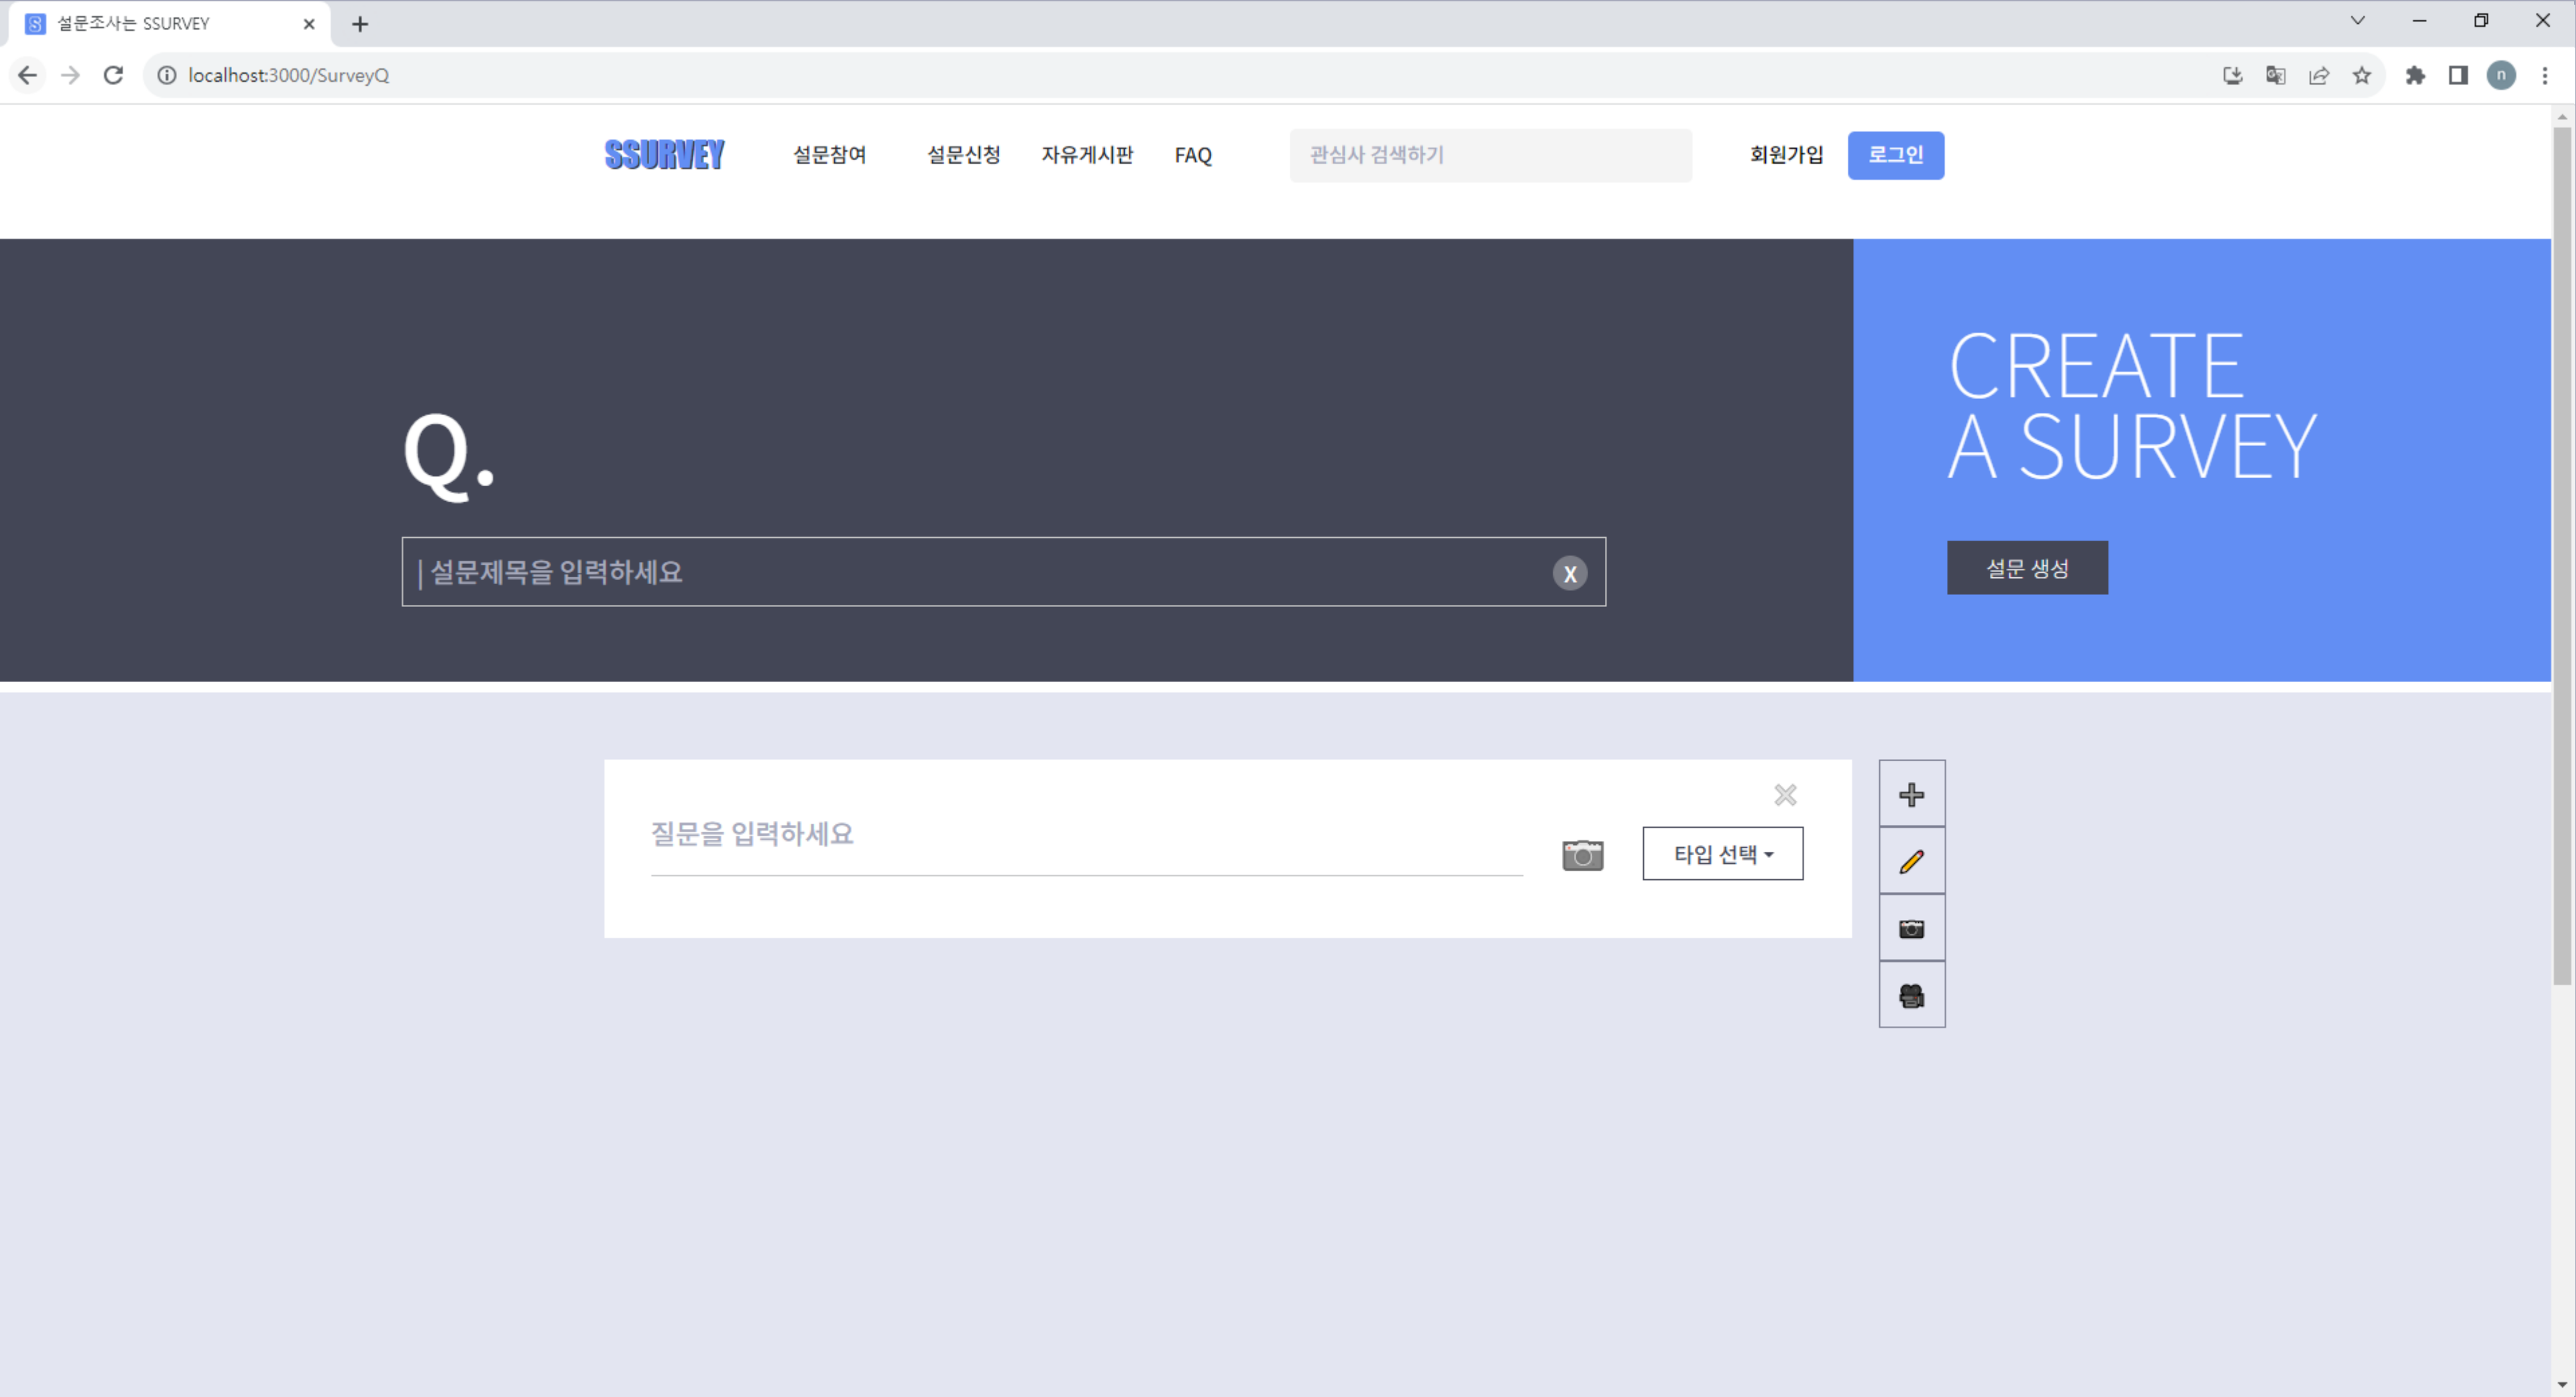 설문조사는 SSURVEY
localhost:3000/SurveyQ
n
SSURVEY 설문참여 설문신청 자유게시판 FAQ 관심사 검색하기 회원가입 로그인
CREATE
A SURVEY
Q.
| 설문제목을 입력하세요 X
설문 생성
질문을 입력하세요
타입 선택